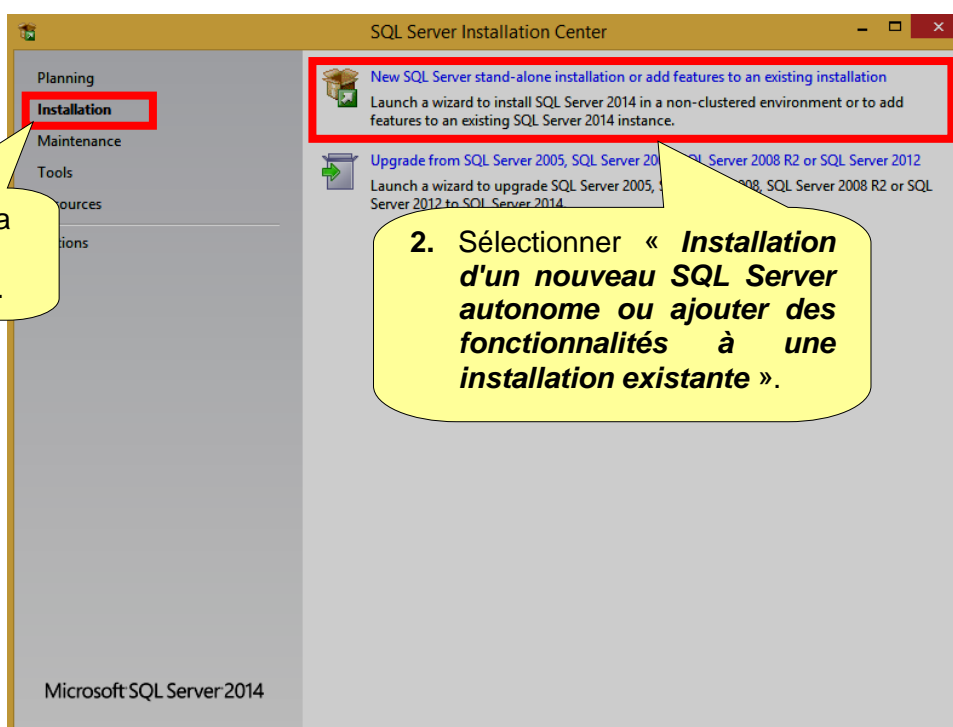 SQL Server Installation Center
Planning
Installation
Maintenance
Tools
New SQL Server stand-alone installation or add features to an existing installation
Launch a wizard to install SQL Server 2014 in a non-clustered environment or to add
features to an existing SQL Server 2014 instance.
Upgrade from SQL Server 2005, SQL Server Server 2008 R2 or SQL Server 2012
Launch a wizard to upgrade SQL Server 2005, SQL Server 2008 R2 or SQL
Server 2012 to SQL Server 2014.
2. Sélectionner « Installation
d'un nouveau SQL Server
autonome ou ajouter des
fonctionnalités à une
installation existante ».
Microsoft SQL Server 2014